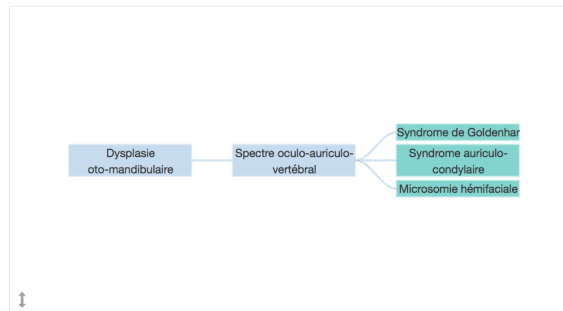 Dysplasie
oto-mandibulaire
Spectre oculo-auriculo-
vertébral
Syndrome de Goldenhar
Syndrome auriculo-
condylaire
Microsomie hémifaciale